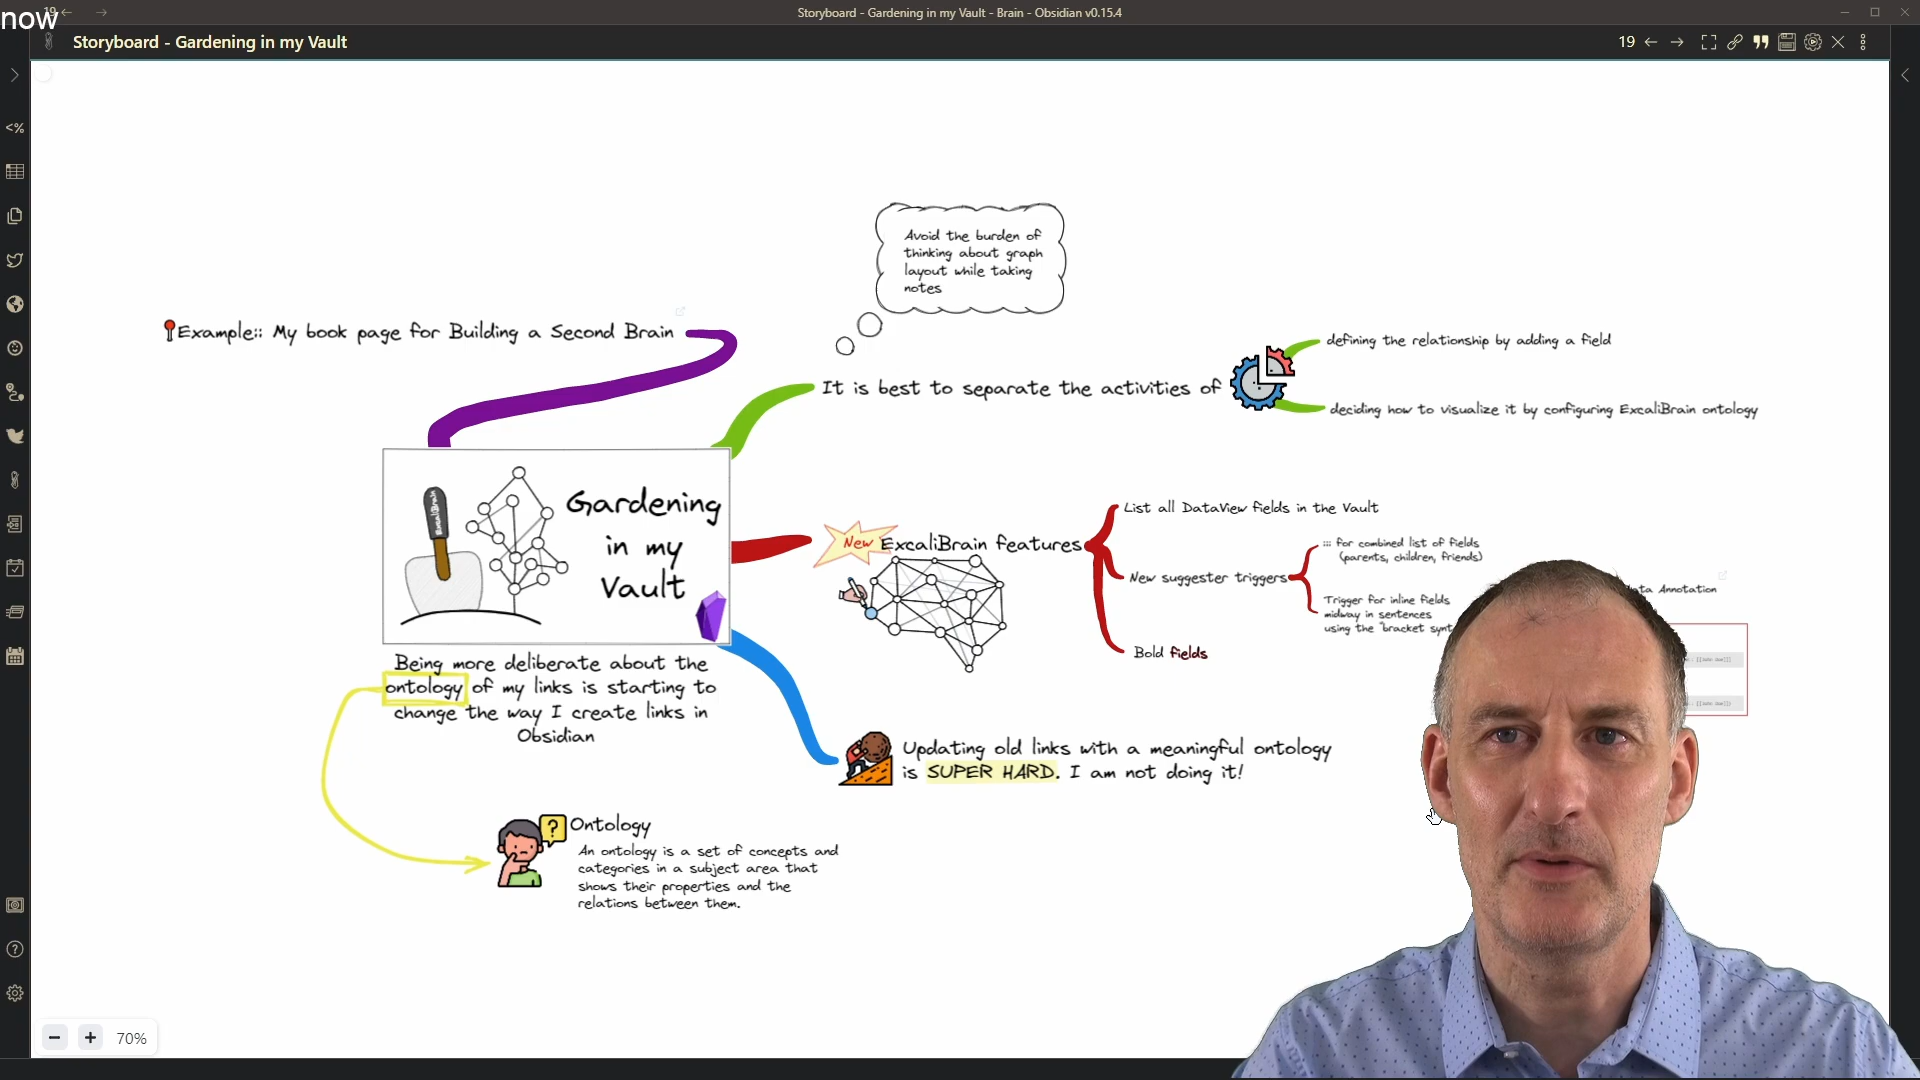 now
19
Storyboard - Gardening in my Vault - Brain - Obsidian v0.15.4
Storyboard - Gardening in my Vault
19
Avoid the burden of
thinking about graph
layout while taking
notes
Example:: My book page for Building a Second Brain
It is best to separate the activities of
defining the relationship by adding a field
deciding how to visualize it by configuring ExcaliBrain ontology
ExcaliBrain
Gardening
in my
Vault
New ExcaliBrain features
List all DataView fields in the Vault
New suggester triggers
::: for combined list of fields
(parents, children, friends)
Trigger for inline fields
midway in sentences
using the "bracket
Bold fields
Annotation
Being more deliberate about the
ontology of my links is starting to
change the way I create links in
Obsidian
Updating old links with a meaningful ontology
is SUPER HARD. I am not doing it!
?
Ontology
An ontology is a set of concepts and
categories in a subject area that
shows their properties and the
relations between them.
70%